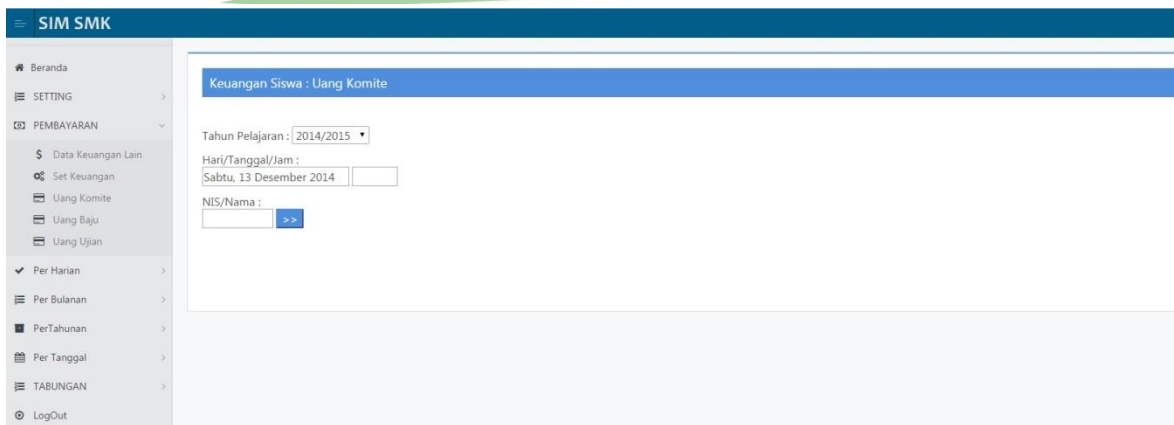 SIM SMK
Beranda
SETTING
PEMBAYARAN
Data Keuangan Lain
Set Keuangan
Uang Komite
Uang Baju
Uang Ujian
Per Harian
Per Bulanan
PerTahunan
Per Tanggal
TABUNGAN
LogOut
Keuangan Siswa : Uang Komite
Tahun Pelajaran : 2014/2015
Hari/Tanggal/Jam :
Sabtu, 13 Desember 2014
NIS/Nama :
>>